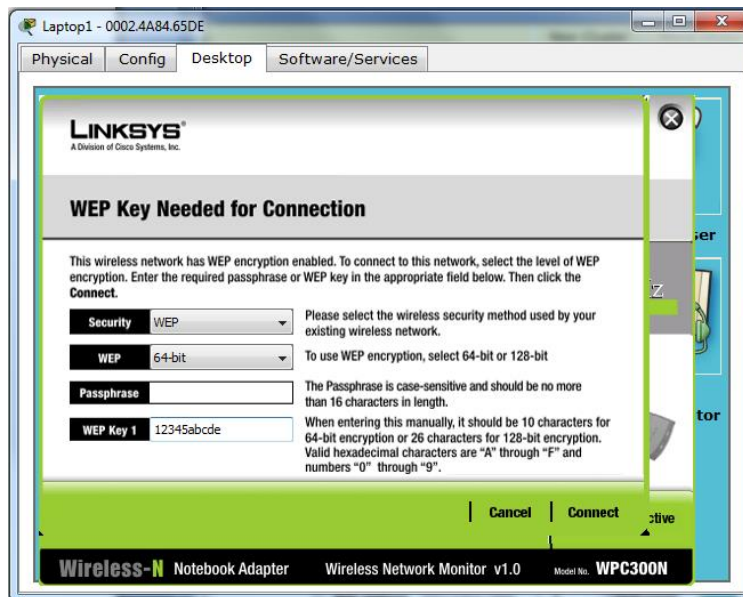 Laptop1 - 0002.4A84.65DE
Physical Config Desktop Software/Services
LINKSYS®
A Division of Cisco Systems, Inc.
WEP Key Needed for Connection
This wireless network has WEP encryption enabled. To connect to this network, select the level of WEP
encryption. Enter the required passphrase or WEP key in the appropriate field below. Then click the
Connect.
Security WEP
Please select the wireless security method used by your
existing wireless network.
WEP 64-bit
To use WEP encryption, select 64-bit or 128-bit
Passphrase
The Passphrase is case-sensitive and should be no more
than 16 characters in length.
WEP Key 1 12345abcde
When entering this manually, it should be 10 characters for
64-bit encryption or 26 characters for 128-bit encryption.
Valid hexadecimal characters are “A” through “F” and
numbers “0” through “9”.
Cancel Connect
Wireless-N Notebook Adapter Wireless Network Monitor v1.0 Model No. WPC300N